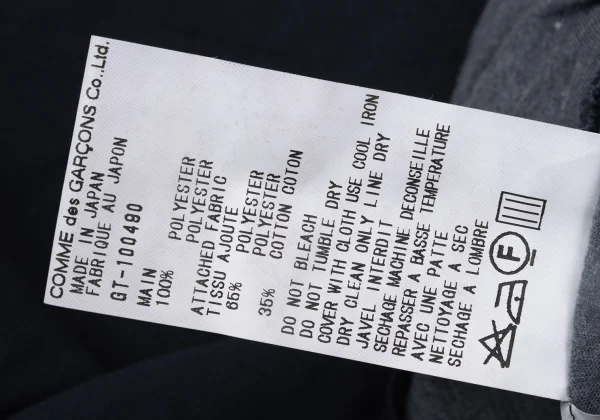 COMME des GARÇONS Co.,Ltd.
MADE IN JAPAN
FABRIQUE AU JAPON
GT-100490
MAIN POLYESTER
100% POLYESTER
ATTACHED FABRIC
TISSU AJOUTE
65% POLYESTER
POLYESTER
35% COTTON COTON
DO NOT BLEACH
DO NOT TUMBLE DRY
COVER WITH CLOTH USE COOL IRON
DRY CLEAN ONLY LINE DRY
JAVEL INTERDIT
SECHAGE MACHINE DECONSEILLE
REPASSER A BASSE TEMPERATURE
AVEC UNE PATTE
NETTOYAGE A SEC
SECHAGE A LOMBRE
F